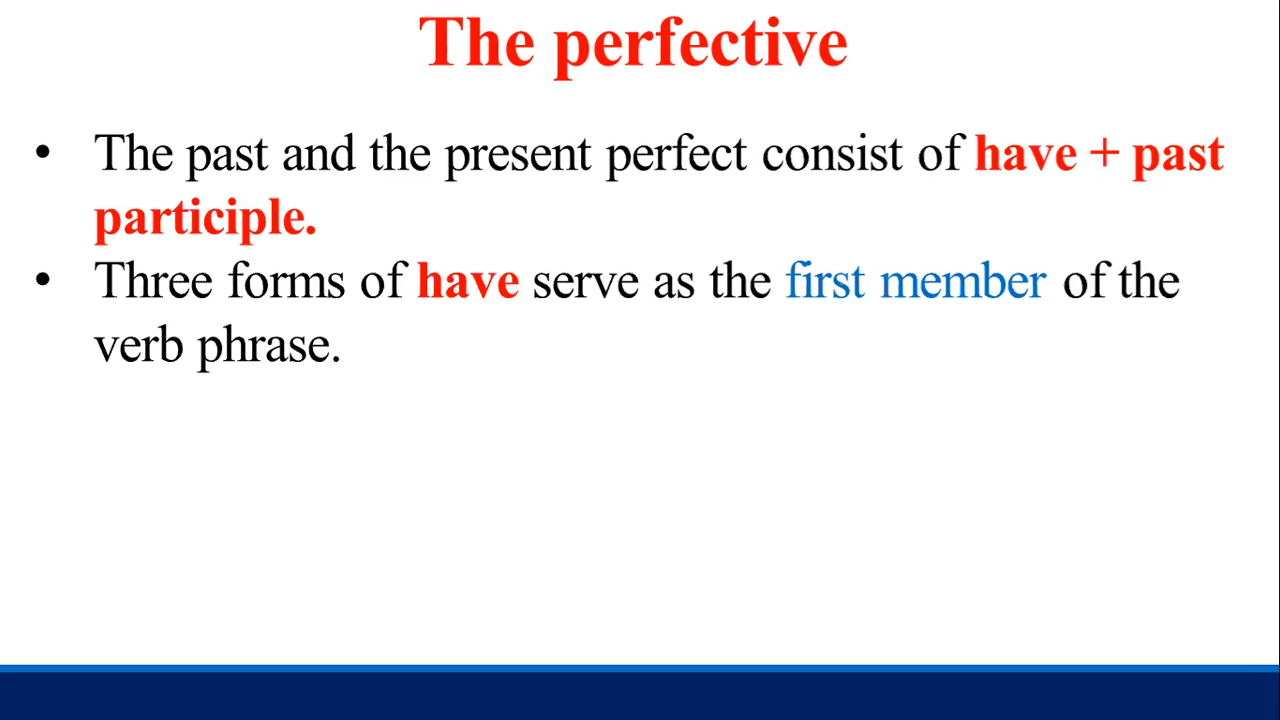 The perfective
• The past and the present perfect consist of have + past
participle.
• Three forms of have serve as the first member of the
verb phrase.